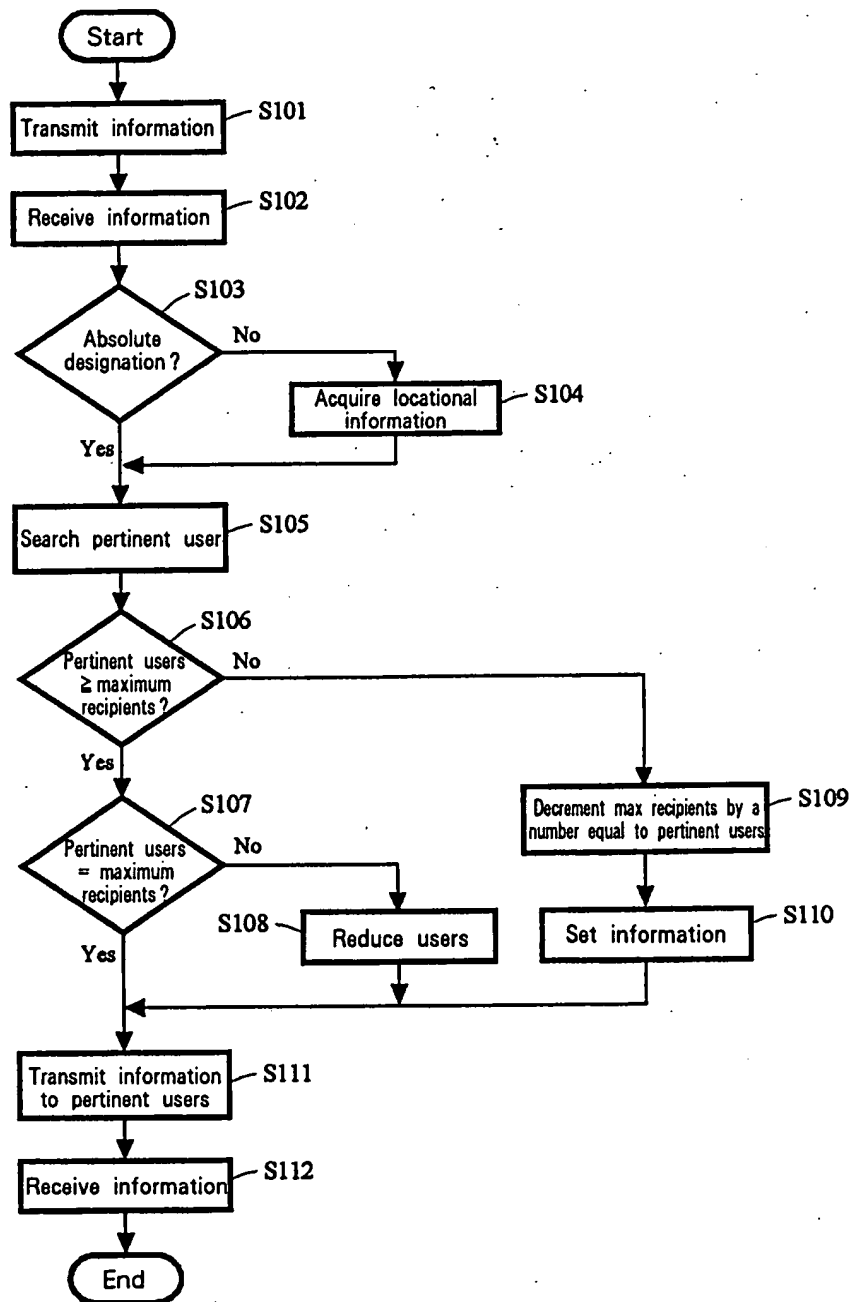 Start
Transmit information
S101
Receive information
S102
S103
Absolute
designation?
No
Acquire locational
information
S104
Yes
Search pertinent user
S105
S106
Pertinent users
≧ maximum
recipients?
No
Yes
S107
Pertinent users
= maximum
recipients?
No
Decrement max recipients by a
number equal to pertinent users
S109
S108
Reduce users
Set information
S110
Yes
Transmit information
to pertinent users
S111
Receive information
S112
End